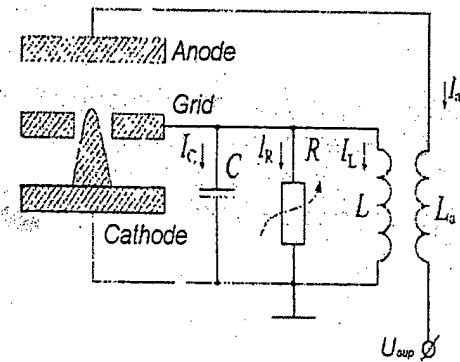 Anode
Grid
Cathode
I_C
C
I_R
R
I_L
L
I_a
L_a
U_sup